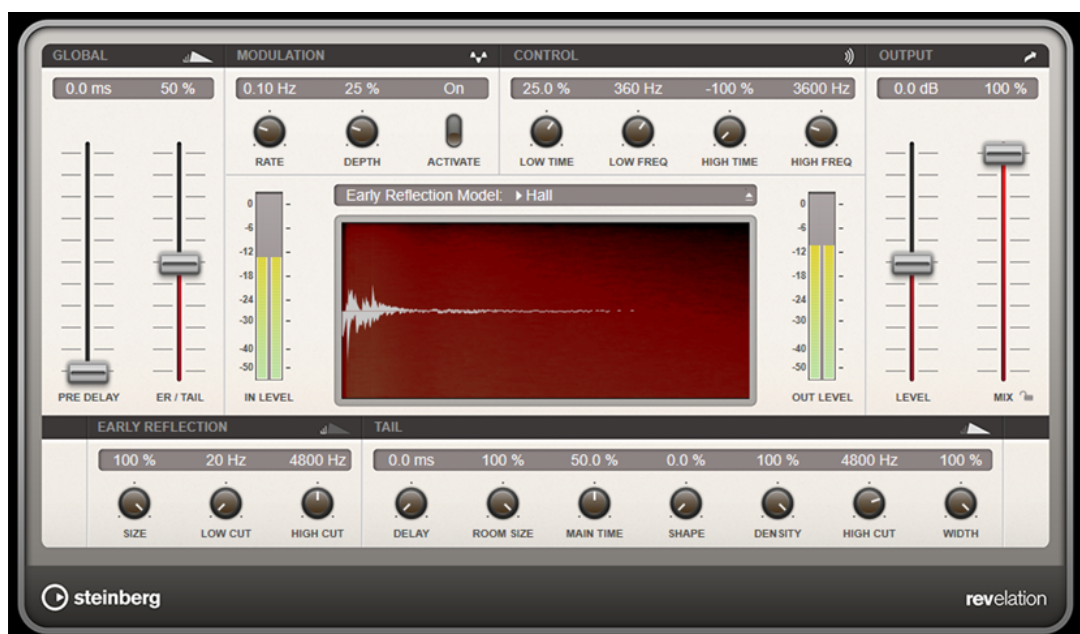 GLOBAL
MODULATION
CONTROL
OUTPUT
0.0 ms 50 %
0.10 Hz 25 % On
25.0 % 360 Hz -100 % 3600 Hz
0.0 dB 100 %
RATE DEPTH ACTIVATE
LOW TIME LOW FREQ HIGH TIME HIGH FREQ
Early Reflection Model: Hall
0
-6
-12
-18
-24
-30
-40
-50
0
-6
-12
-18
-24
-30
-40
-50
PRE DELAY ER / TAIL
IN LEVEL
OUT LEVEL
LEVEL MIX
EARLY REFLECTION
TAIL
100 % 20 Hz 4800 Hz
0.0 ms 100 % 50.0 % 0.0 % 100 % 4800 Hz 100 %
SIZE LOW CUT HIGH CUT
DELAY ROOM SIZE MAIN TIME SHAPE DENSITY HIGH CUT WIDTH
steinberg
revelation